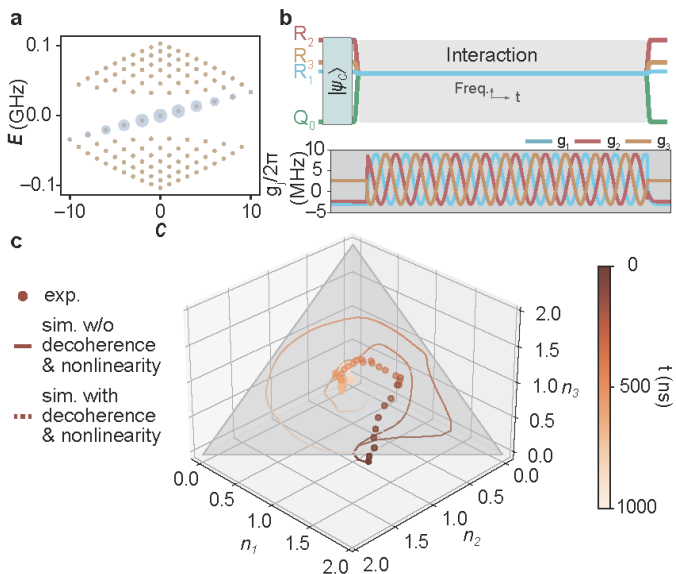 a
E (GHz)
0.1
0.0
−0.1
−10
0
10
C
b
R₂
R₃
R₁
Q₀
|ψ_C⟩
Interaction
Freq.
t
g₁
g₂
g₃
g_j/2π
(MHz)
10
5
0
−5
c
exp.
sim. w/o
decoherence
& nonlinearity
sim. with
decoherence
& nonlinearity
0.0
0.5
1.0
1.5
2.0
n₁
2.0
1.5
1.0
0.5
0.0
n₂
2.0
1.5
1.0
0.5
0.0
n₃
0
500
1000
t (ns)